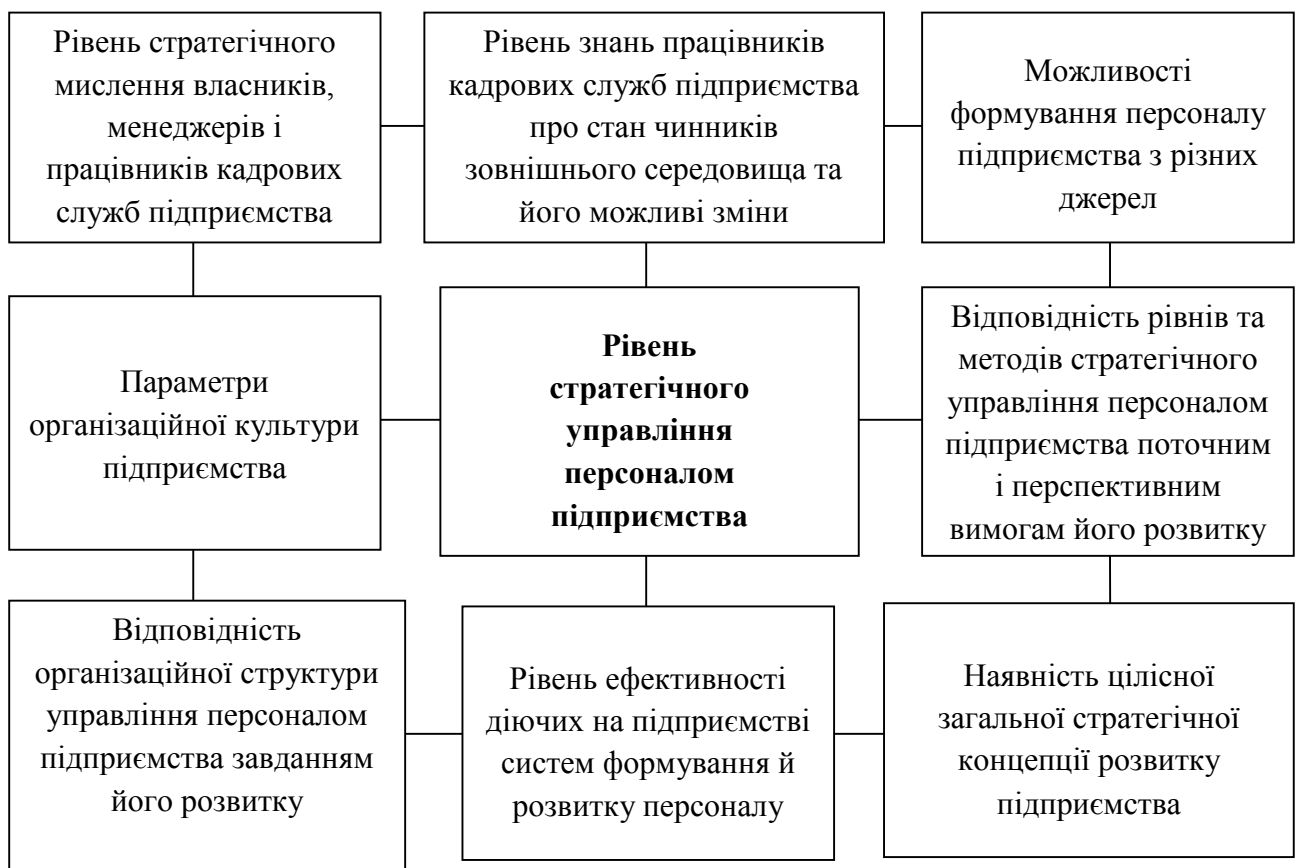 Рівень стратегічного
мислення власників,
менеджерів і
працівників кадрових
служб підприємства
Рівень знань працівників
кадрових служб підприємства
про стан чинників
зовнішнього середовища та
його можливі зміни
Можливості
формування персоналу
підприємства з різних
джерел
Параметри
організаційної культури
підприємства
Рівень
стратегічного
управління
персоналом
підприємства
Відповідність рівнів та
методів стратегічного
управління персоналом
підприємства поточним
і перспективним
вимогам його розвитку
Відповідність
організаційної структури
управління персоналом
підприємства завданням
його розвитку
Рівень ефективності
діючих на підприємстві
систем формування й
розвитку персоналу
Наявність цілісної
загальної стратегічної
концепції розвитку
підприємства